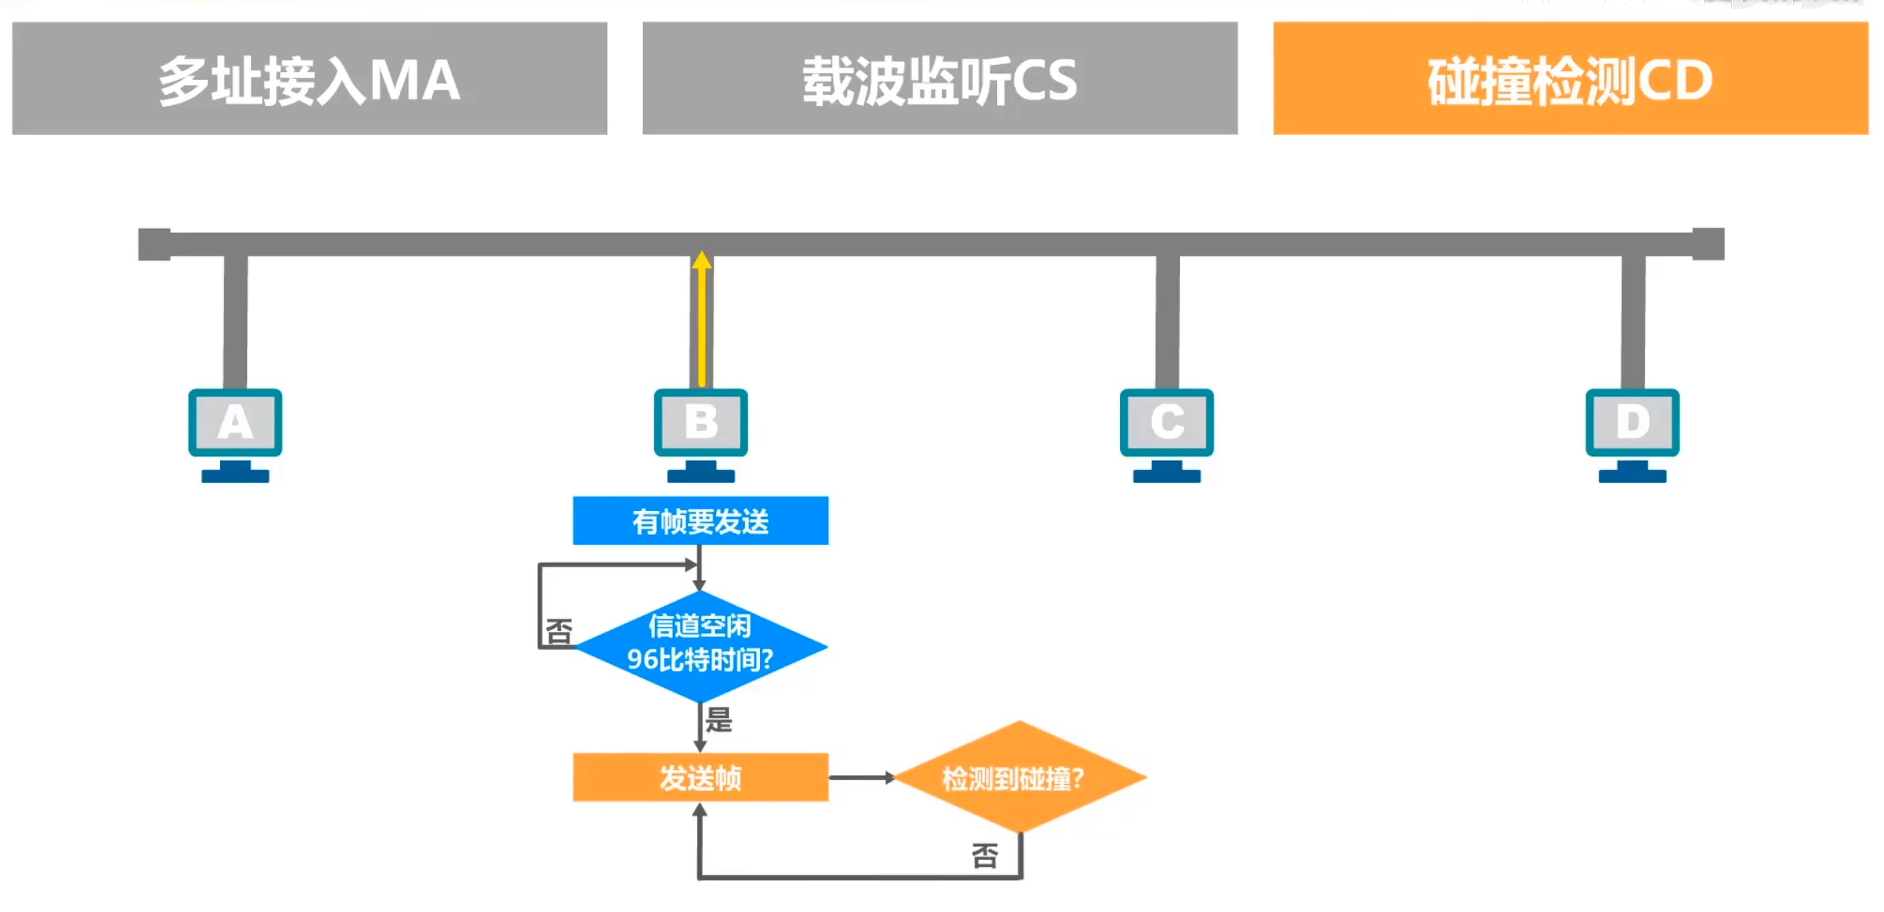 多址接入MA
载波监听CS
碰撞检测CD
A
B
C
D
有帧要发送
信道空闲
96比特时间?
否
是
发送帧
检测到碰撞?
否